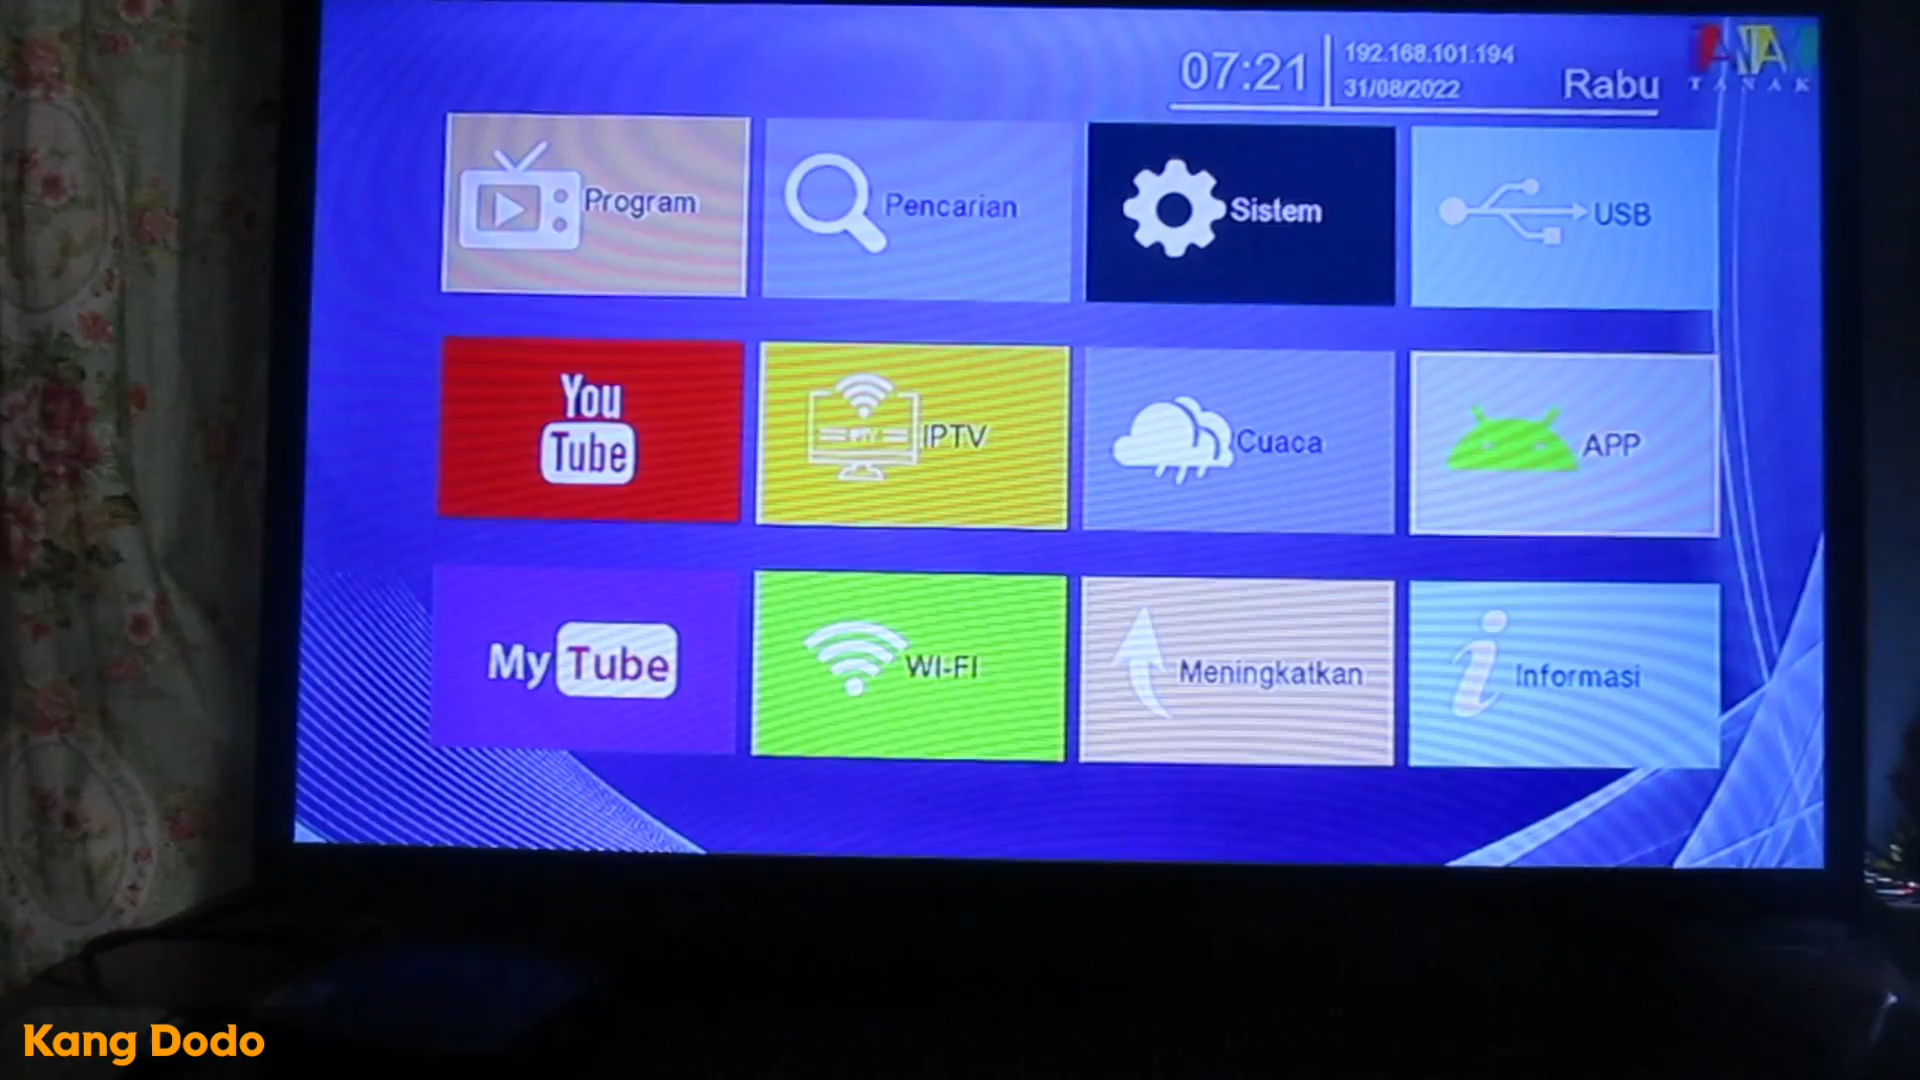 07:21
192.168.101.194
31/08/2022
Rabu
TANAK
Program
Pencarian
Sistem
USB
You
Tube
IPTV
Cuaca
APP
My Tube
WI-FI
Meningkatkan
Informasi
Kang Dodo